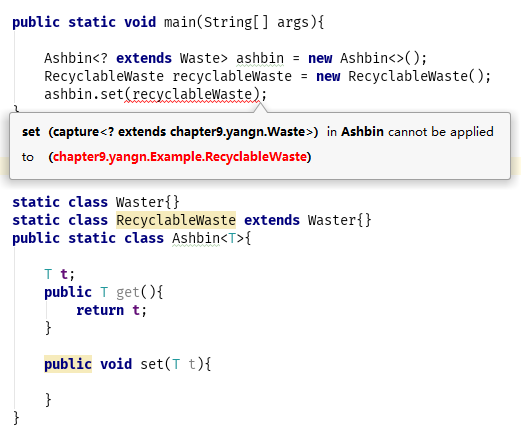 public static void main(String[] args){
Ashbin<? extends Waste> ashbin = new Ashbin<>();
RecyclableWaste recyclableWaste = new RecyclableWaste();
ashbin.set(recyclableWaste);
}
set (capture<? extends chapter9.yangn.Waste>) in Ashbin cannot be applied
to (chapter9.yangn.Example.RecyclableWaste)
static class Waster{}
static class RecyclableWaste extends Waster{}
public static class Ashbin<T>{
T t;
public T get(){
return t;
}
public void set(T t){
}
}